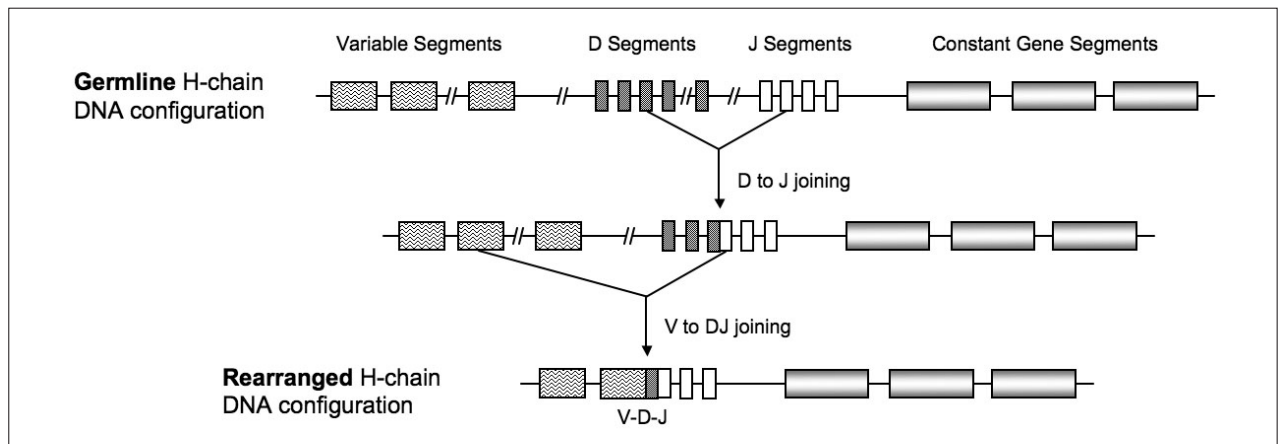 Variable Segments
D Segments
J Segments
Constant Gene Segments
Germline H-chain
DNA configuration
D to J joining
V to DJ joining
Rearranged H-chain
DNA configuration
V-D-J